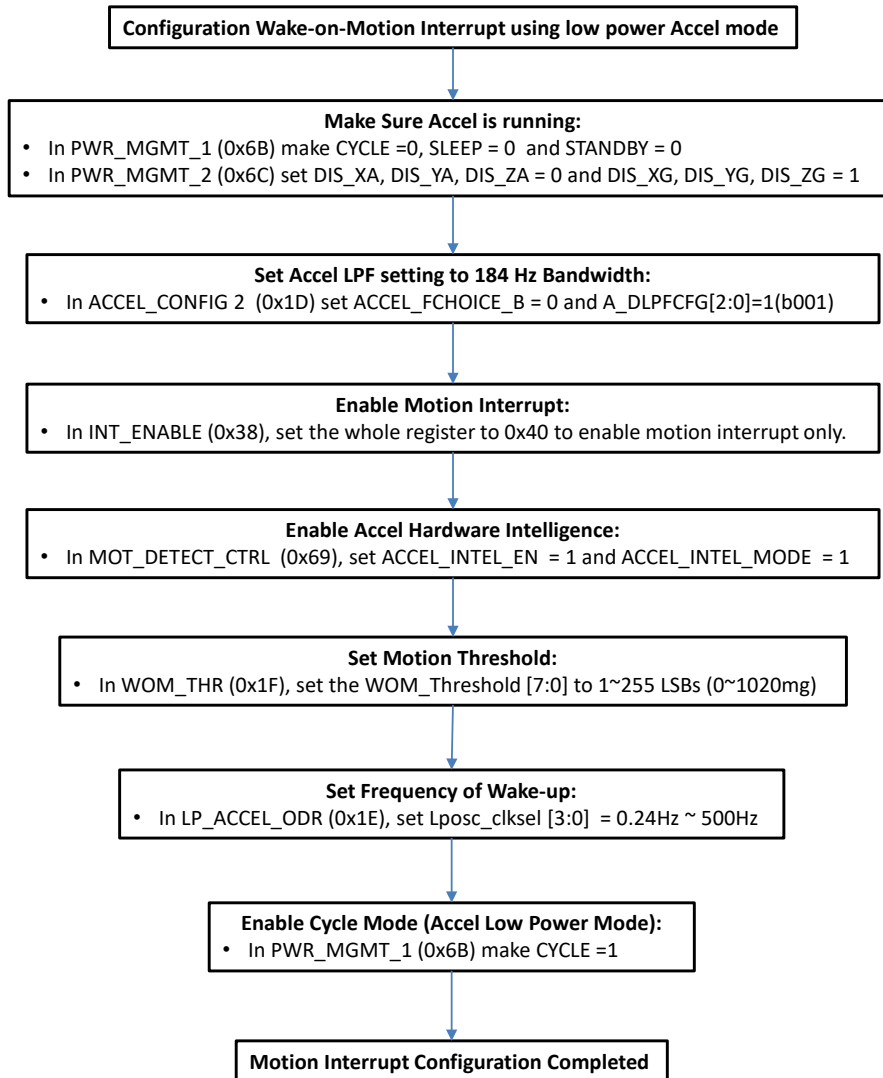 Configuration Wake-on-Motion Interrupt using low power Accel mode
Make Sure Accel is running:
• In PWR_MGMT_1 (0x6B) make CYCLE =0, SLEEP = 0  and STANDBY = 0
• In PWR_MGMT_2 (0x6C) set DIS_XA, DIS_YA, DIS_ZA = 0 and DIS_XG, DIS_YG, DIS_ZG = 1
Set Accel LPF setting to 184 Hz Bandwidth:
• In ACCEL_CONFIG 2  (0x1D) set ACCEL_FCHOICE_B = 0 and A_DLPFCFG[2:0]=1(b001)
Enable Motion Interrupt:
• In INT_ENABLE (0x38), set the whole register to 0x40 to enable motion interrupt only.
Enable Accel Hardware Intelligence:
• In MOT_DETECT_CTRL  (0x69), set ACCEL_INTEL_EN  = 1 and ACCEL_INTEL_MODE  = 1
Set Motion Threshold:
• In WOM_THR (0x1F), set the WOM_Threshold [7:0] to 1~255 LSBs (0~1020mg)
Set Frequency of Wake-up:
• In LP_ACCEL_ODR (0x1E), set Lposc_clksel [3:0]  = 0.24Hz ~ 500Hz
Enable Cycle Mode (Accel Low Power Mode):
• In PWR_MGMT_1 (0x6B) make CYCLE =1
Motion Interrupt Configuration Completed